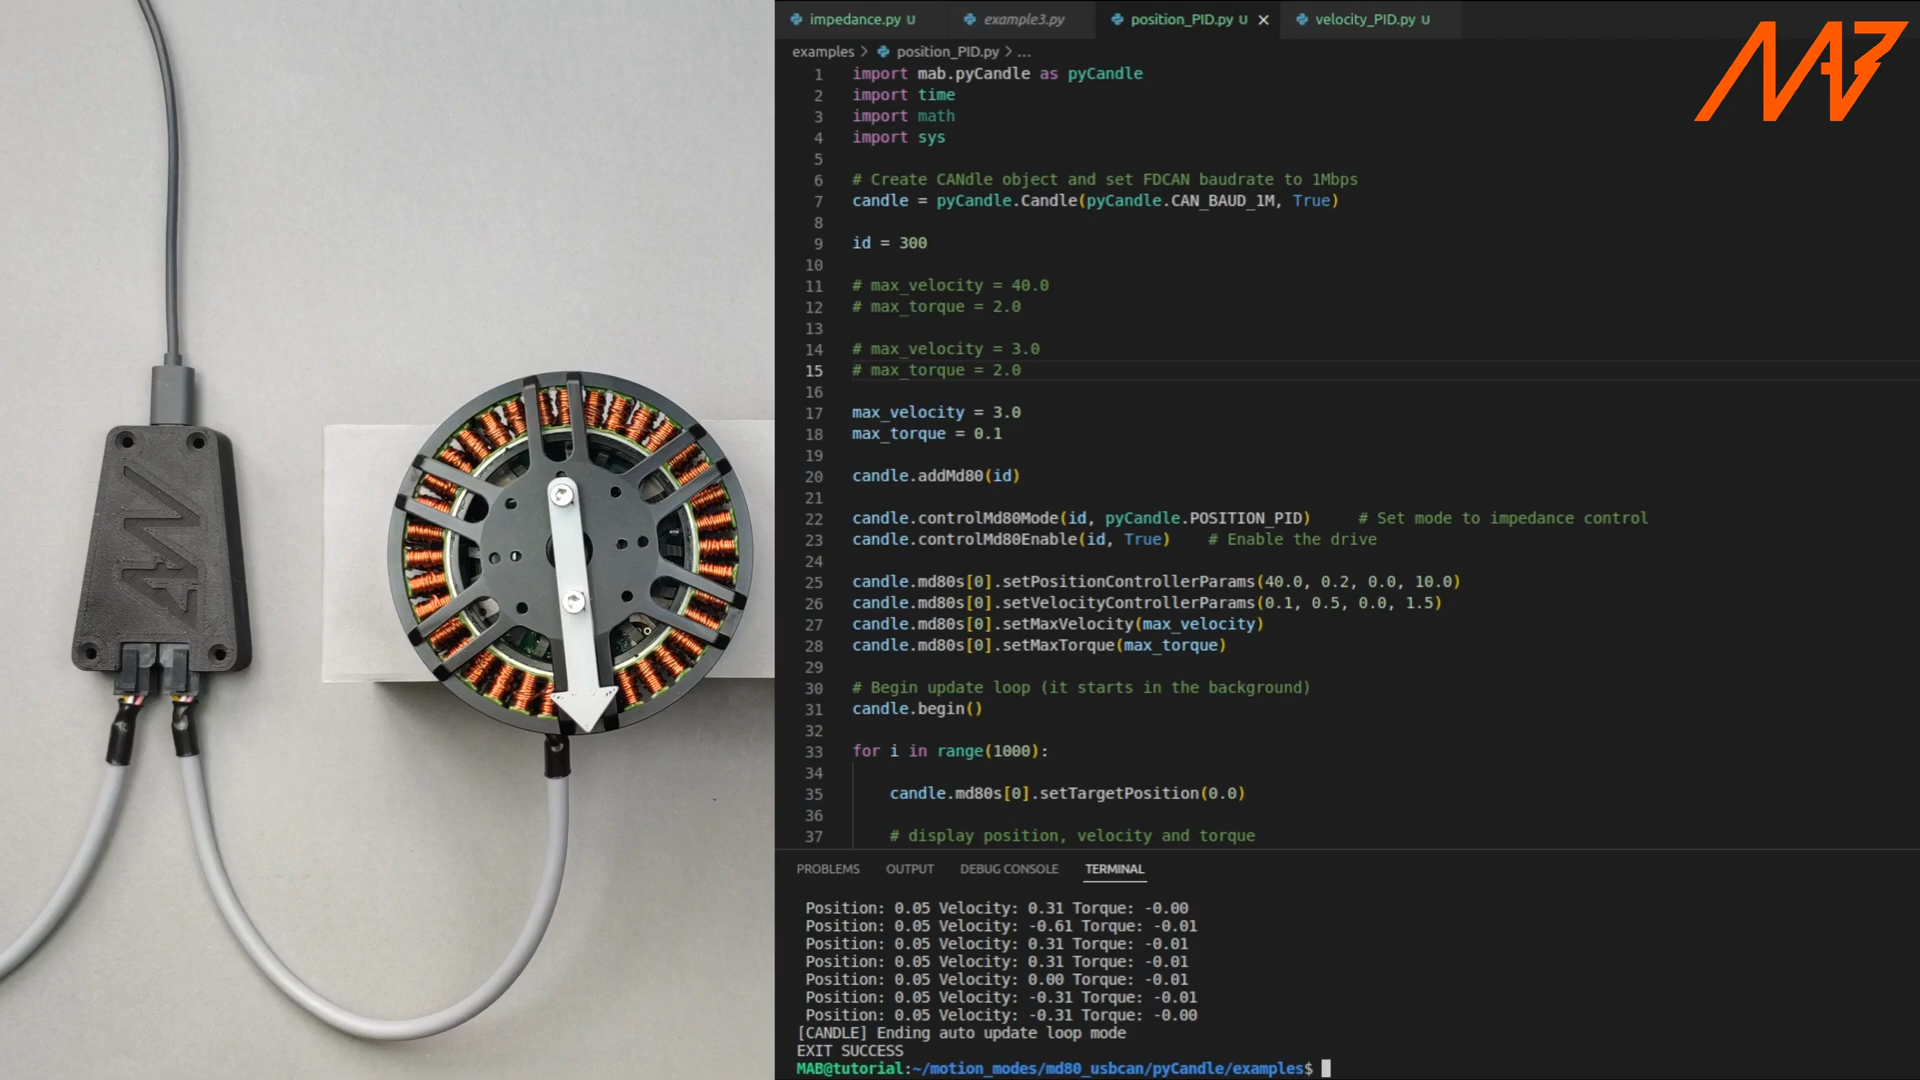 impedance.py U
example3.py
position_PID.py U
velocity_PID.py U
examples > position_PID.py > ...
1 import mab.pyCandle as pyCandle
2 import time
3 import math
4 import sys
5
6 # Create CANdle object and set FDCAN baudrate to 1Mbps
7 candle = pyCandle.Candle(pyCandle.CAN_BAUD_1M, True)
8
9 id = 300
10
11 # max_velocity = 40.0
12 # max_torque = 2.0
13
14 # max_velocity = 3.0
15 # max_torque = 2.0
16
17 max_velocity = 3.0
18 max_torque = 0.1
19
20 candle.addMd80(id)
21
22 candle.controlMd80Mode(id, pyCandle.POSITION_PID) # Set mode to impedance control
23 candle.controlMd80Enable(id, True) # Enable the drive
24
25 candle.md80s[0].setPositionControllerParams(40.0, 0.2, 0.0, 10.0)
26 candle.md80s[0].setVelocityControllerParams(0.1, 0.5, 0.0, 1.5)
27 candle.md80s[0].setMaxVelocity(max_velocity)
28 candle.md80s[0].setMaxTorque(max_torque)
29
30 # Begin update loop (it starts in the background)
31 candle.begin()
32
33 for i in range(1000):
34
35 candle.md80s[0].setTargetPosition(0.0)
36
37 # display position, velocity and torque
PROBLEMS OUTPUT DEBUG CONSOLE TERMINAL
Position: 0.05 Velocity: 0.31 Torque: -0.00
Position: 0.05 Velocity: -0.61 Torque: -0.01
Position: 0.05 Velocity: 0.31 Torque: -0.01
Position: 0.05 Velocity: 0.31 Torque: -0.01
Position: 0.05 Velocity: 0.00 Torque: -0.01
Position: 0.05 Velocity: -0.31 Torque: -0.01
Position: 0.05 Velocity: -0.31 Torque: -0.00
[CANDLE] Ending auto update loop mode
EXIT SUCCESS
MAB@tutorial:~/motion_modes/md80_usbcan/pyCandle/examples$